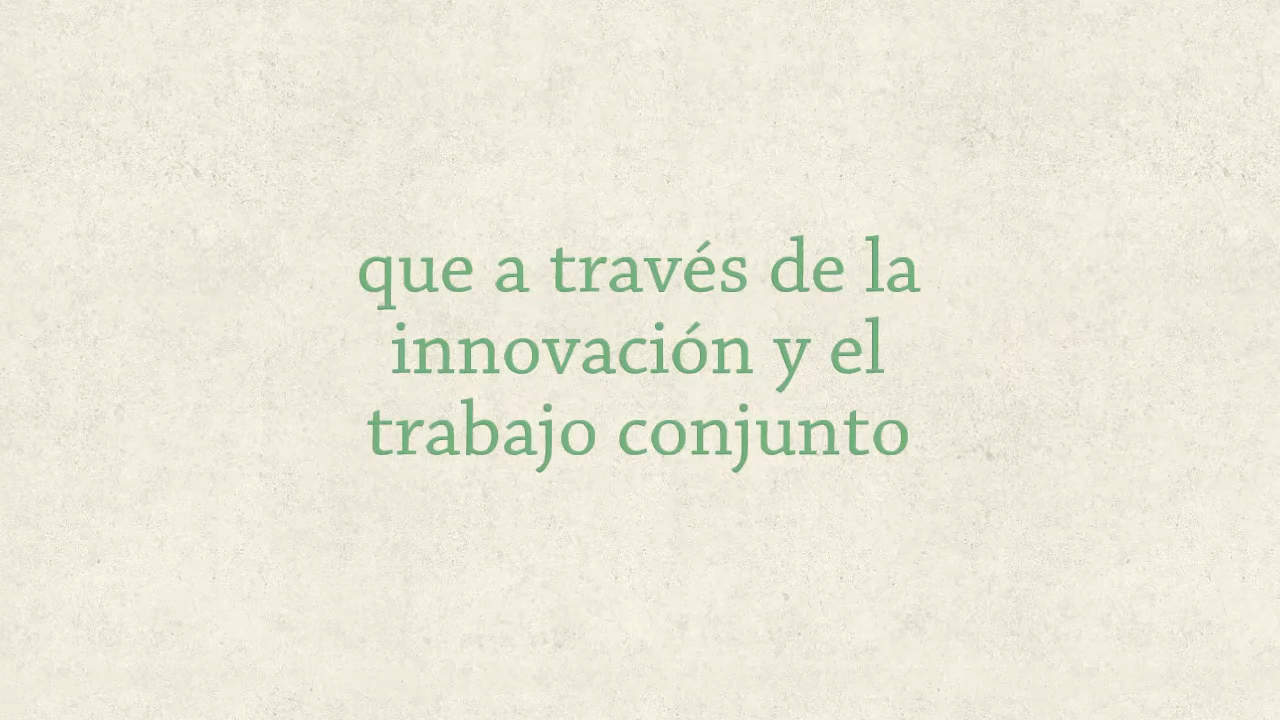 que a través de la
innovación y el
trabajo conjunto